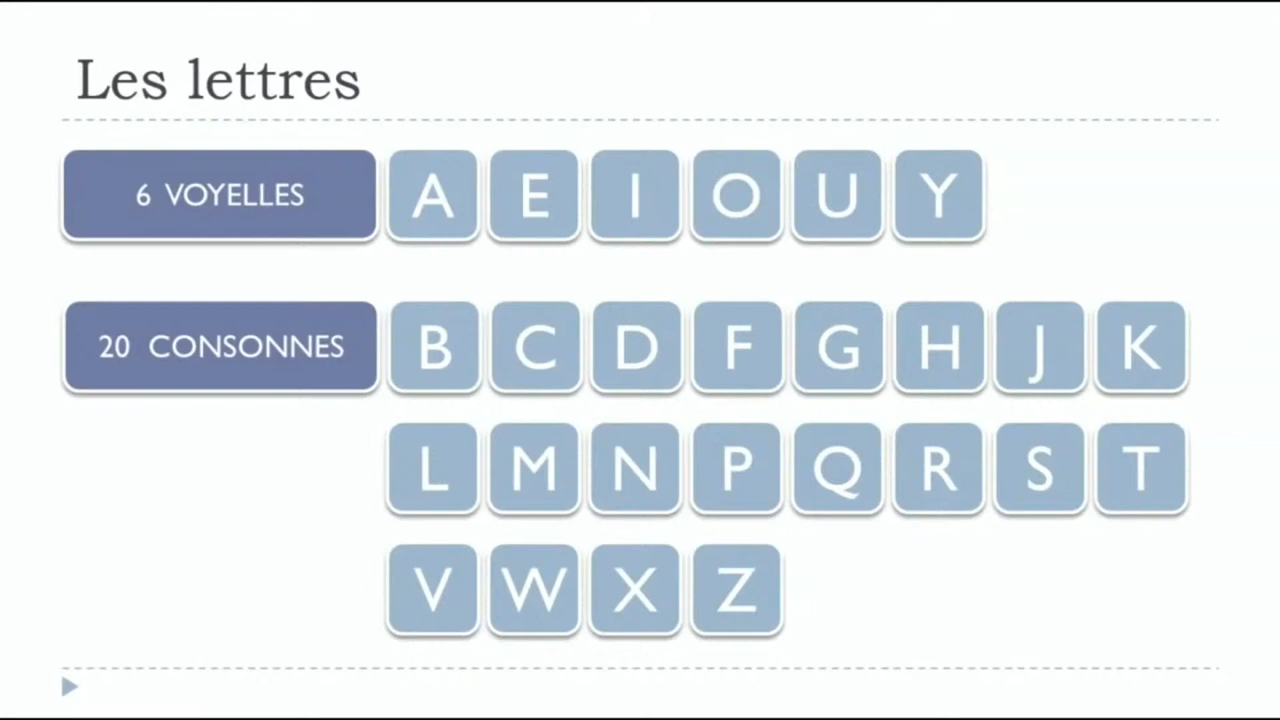 Les lettres
6 VOYELLES A E I O U Y
20 CONSONNES B C D F G H J K
L M N P Q R S T
V W X Z